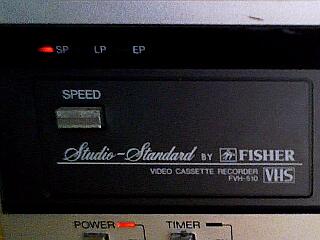 SP LP EP
SPEED
Studio-Standard BY FISHER
VIDEO CASSETTE RECORDER
FVH-510 VHS
POWER TIMER